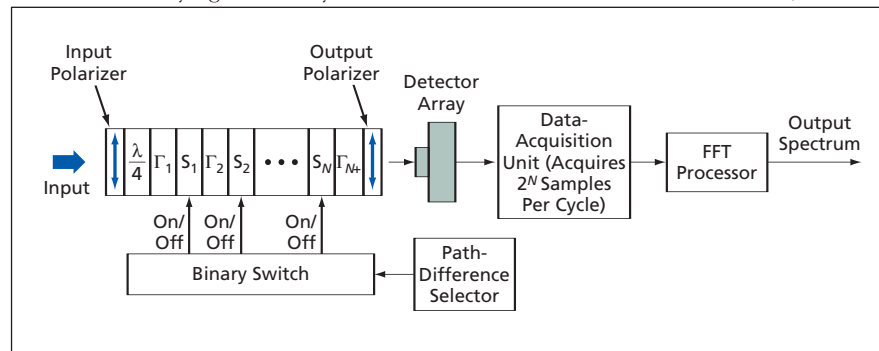 Input
Polarizer
Output
Polarizer
Detector
Array
Data-
Acquisition
Unit (Acquires
2^N Samples
Per Cycle)
FFT
Processor
Output
Spectrum
Input
λ
4
Γ1
S1
Γ2
S2
• • •
SN
ΓN+
On/
Off
On/
Off
On/
Off
Binary Switch
Path-
Difference
Selector